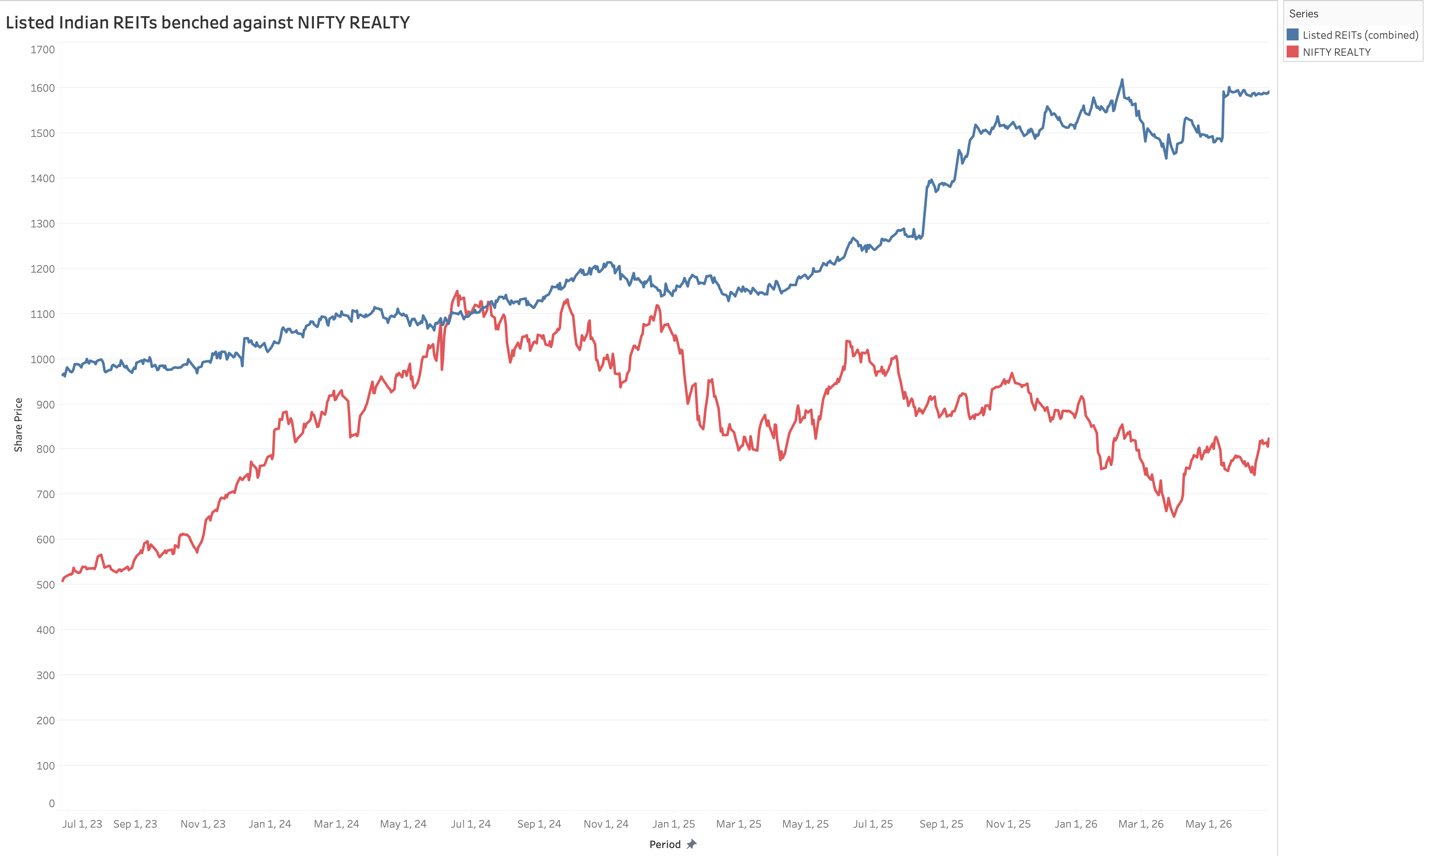 Listed Indian REITs benched against NIFTY REALTY
Series
Listed REITs (combined)
NIFTY REALTY
Share Price
1700
1600
1500
1400
1300
1200
1100
1000
900
800
700
600
500
400
300
200
100
0
Jul 1, 23
Sep 1, 23
Nov 1, 23
Jan 1, 24
Mar 1, 24
May 1, 24
Jul 1, 24
Sep 1, 24
Nov 1, 24
Jan 1, 25
Mar 1, 25
May 1, 25
Jul 1, 25
Sep 1, 25
Nov 1, 25
Jan 1, 26
Mar 1, 26
May 1, 26
Period